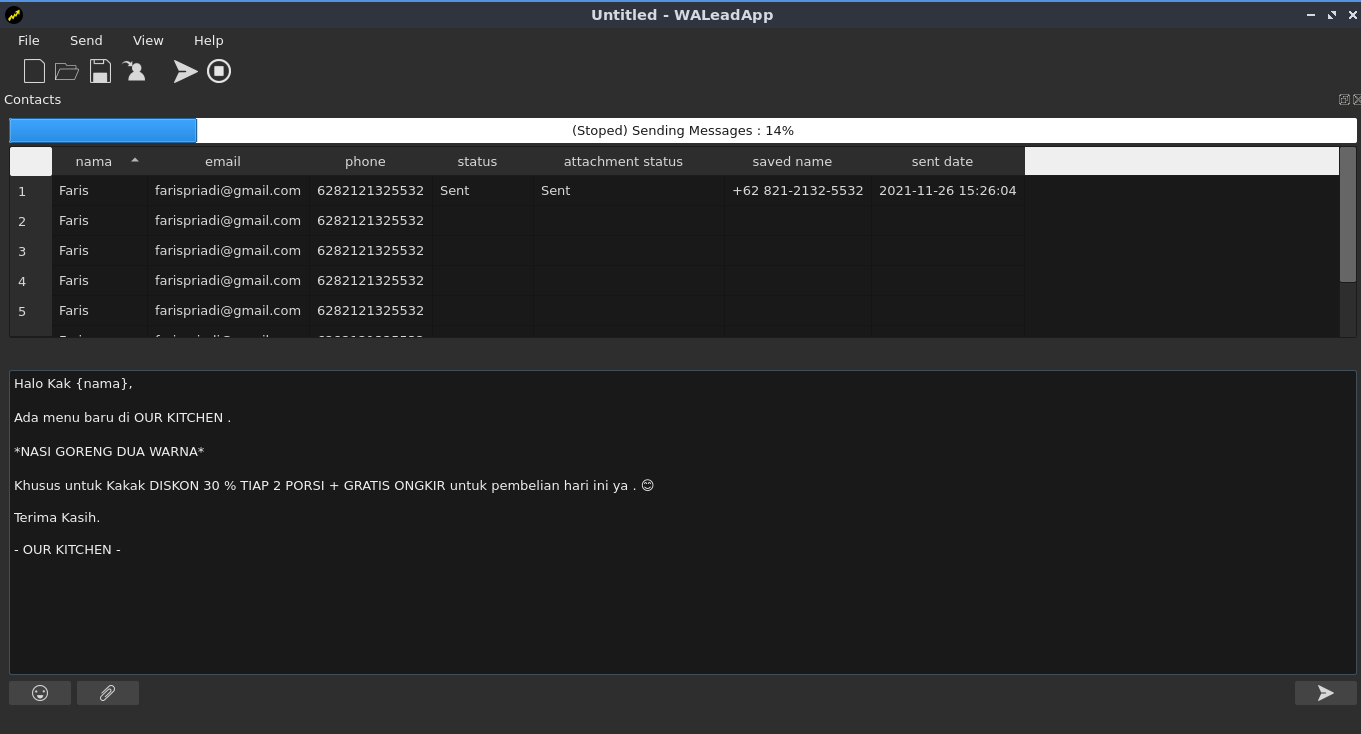 Untitled - WALeadApp
File Send View Help
Contacts
(Stoped) Sending Messages : 14%
nama email phone status attachment status saved name sent date
1 Faris farispriadi@gmail.com 6282121325532 Sent Sent +62 821-2132-5532 2021-11-26 15:26:04
2 Faris farispriadi@gmail.com 6282121325532
3 Faris farispriadi@gmail.com 6282121325532
4 Faris farispriadi@gmail.com 6282121325532
5 Faris farispriadi@gmail.com 6282121325532
Halo Kak {nama},
Ada menu baru di OUR KITCHEN .
*NASI GORENG DUA WARNA*
Khusus untuk Kakak DISKON 30 % TIAP 2 PORSI + GRATIS ONGKIR untuk pembelian hari ini ya . 😊
Terima Kasih.
- OUR KITCHEN -